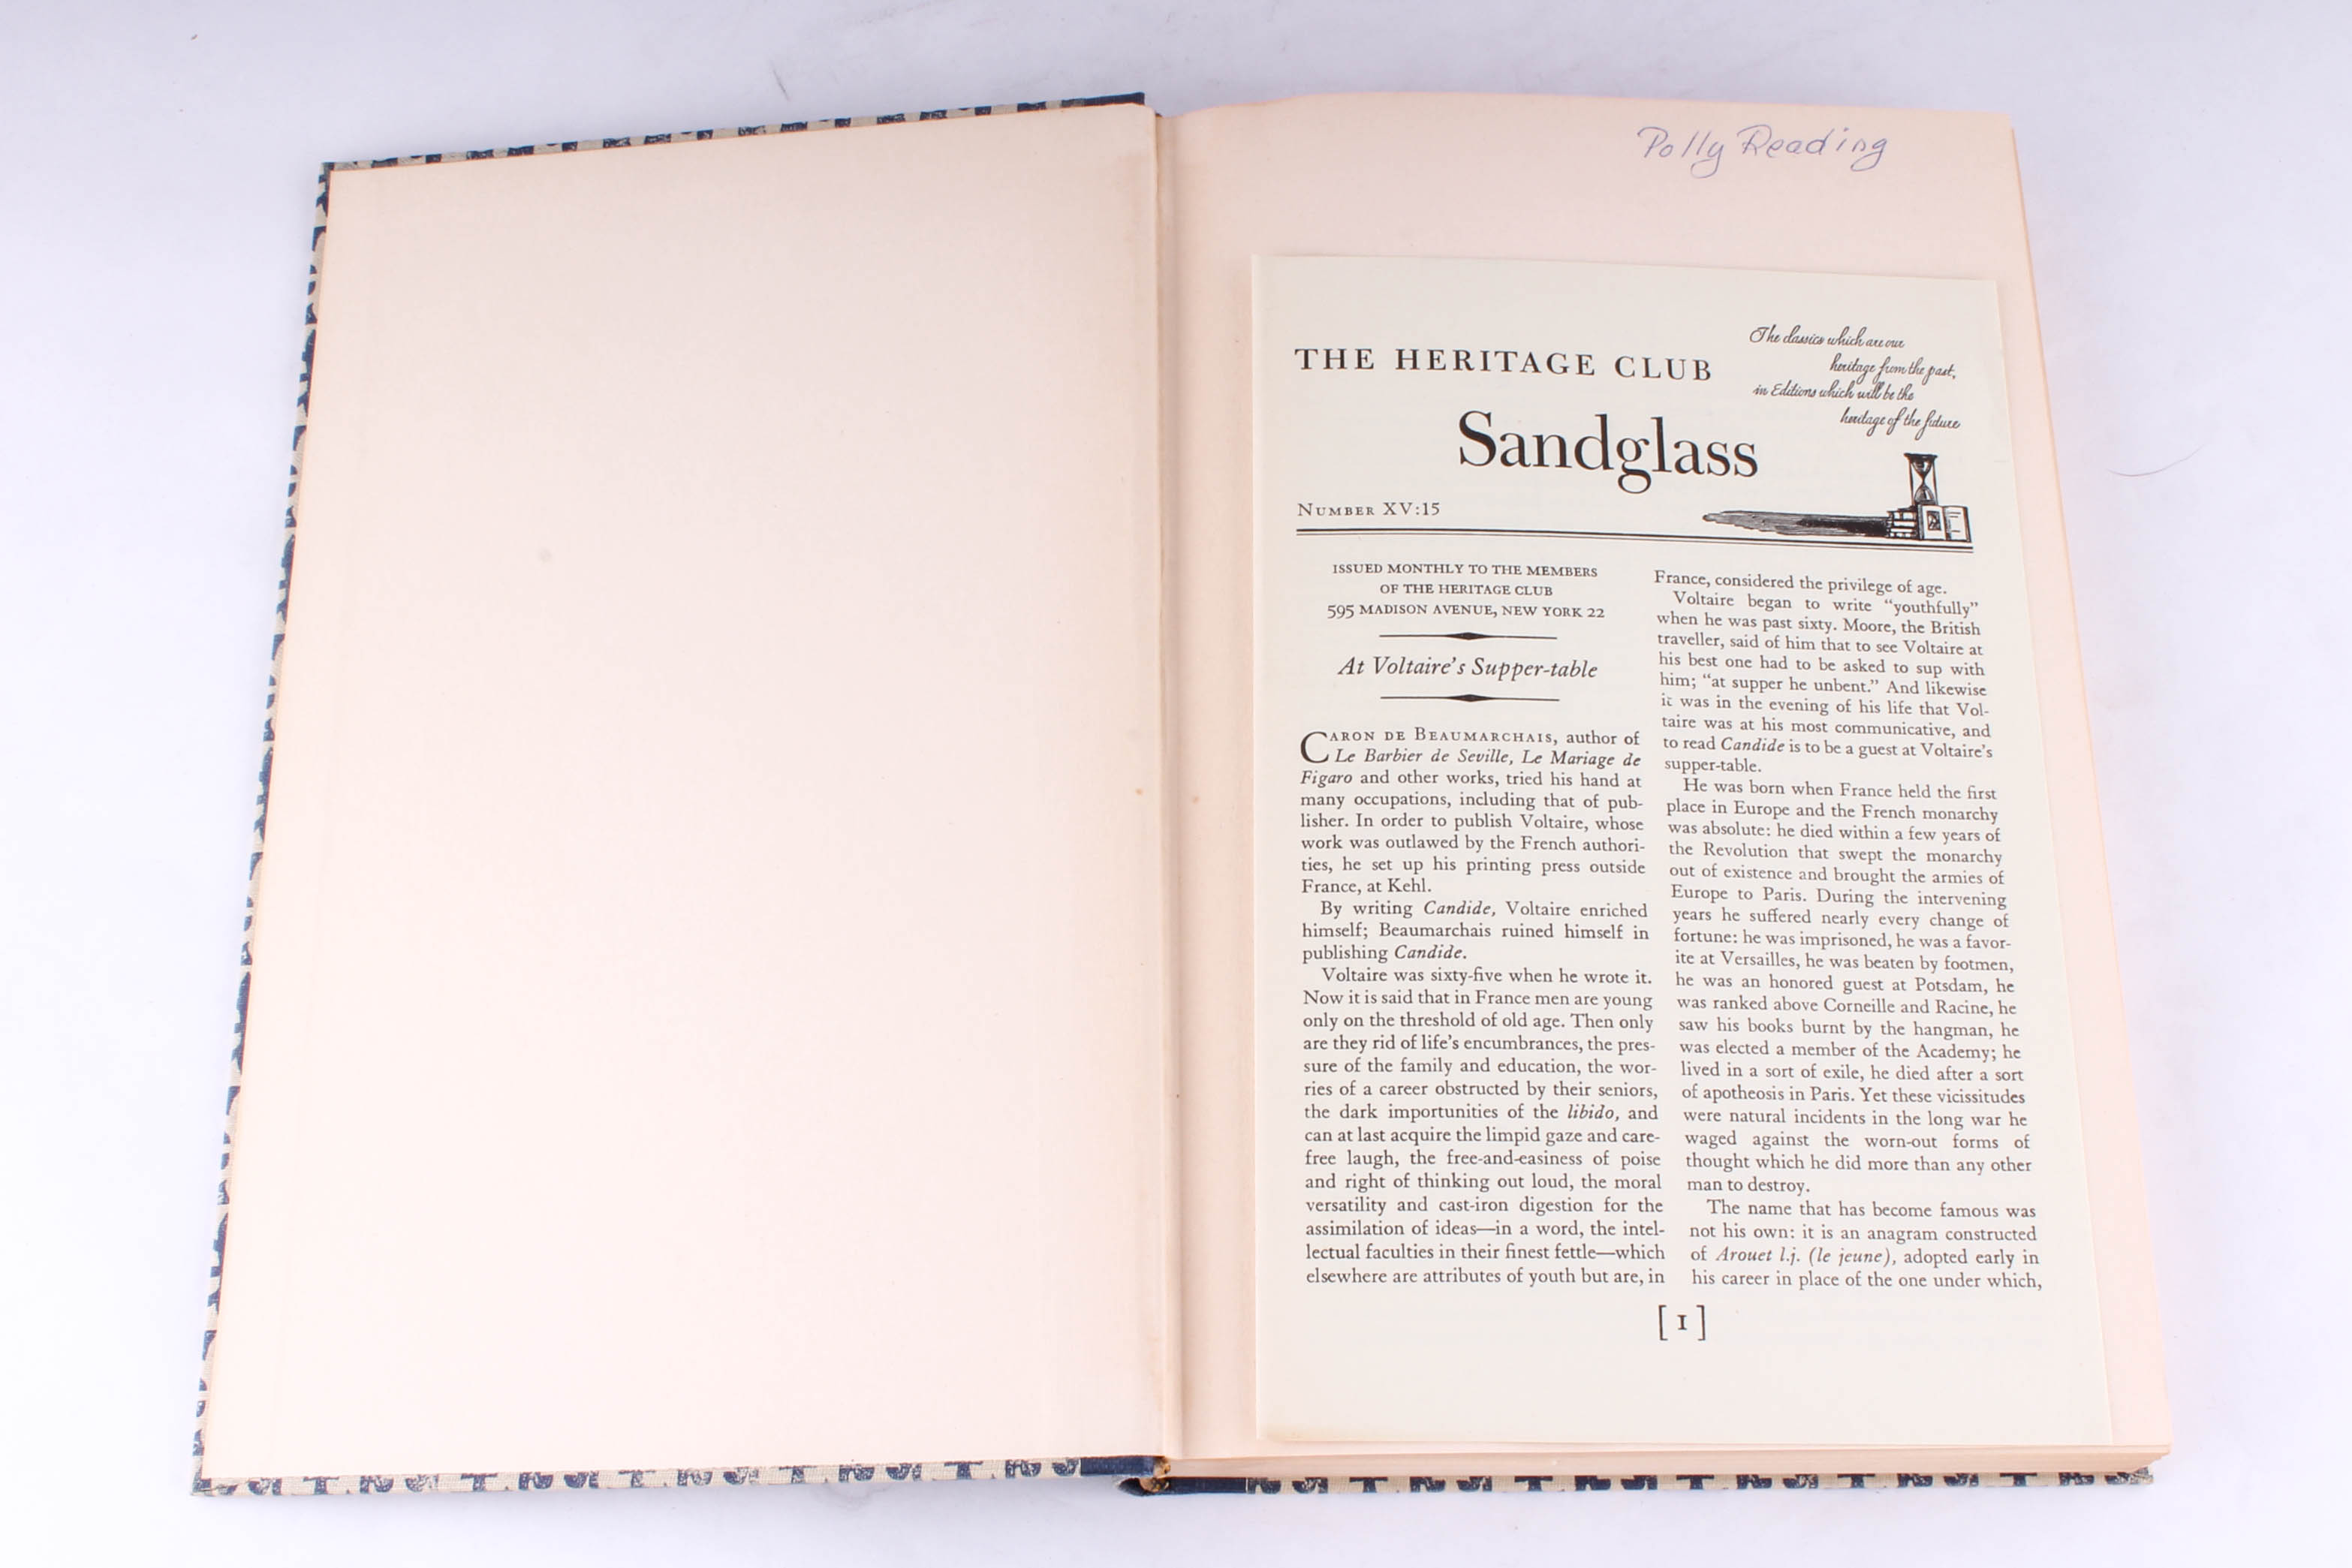 Polly Reading
THE HERITAGE CLUB
The classics which are our
heritage from the past,
in Editions which will be the
heritage of the future
Sandglass
NUMBER XV:15
ISSUED MONTHLY TO THE MEMBERS
OF THE HERITAGE CLUB
595 MADISON AVENUE, NEW YORK 22
At Voltaire's Supper-table
CARON DE BEAUMARCHAIS, author of
Le Barbier de Seville, Le Mariage de
Figaro and other works, tried his hand at
many occupations, including that of pub-
lisher. In order to publish Voltaire, whose
work was outlawed by the French authori-
ties, he set up his printing press outside
France, at Kehl.
By writing Candide, Voltaire enriched
himself; Beaumarchais ruined himself in
publishing Candide.
Voltaire was sixty-five when he wrote it.
Now it is said that in France men are young
only on the threshold of old age. Then only
are they rid of life's encumbrances, the pres-
sure of the family and education, the wor-
ries of a career obstructed by their seniors,
the dark importunities of the libido, and
can at last acquire the limpid gaze and care-
free laugh, the free-and-easiness of poise
and right of thinking out loud, the moral
versatility and cast-iron digestion for the
assimilation of ideas—in a word, the intel-
lectual faculties in their finest fettle—which
elsewhere are attributes of youth but are, in
France, considered the privilege of age.
Voltaire began to write "youthfully"
when he was past sixty. Moore, the British
traveller, said of him that to see Voltaire at
his best one had to be asked to sup with
him; "at supper he unbent." And likewise
it was in the evening of his life that Vol-
taire was at his most communicative, and
to read Candide is to be a guest at Voltaire's
supper-table.
He was born when France held the first
place in Europe and the French monarchy
was absolute: he died within a few years of
the Revolution that swept the monarchy
out of existence and brought the armies of
Europe to Paris. During the intervening
years he suffered nearly every change of
fortune: he was imprisoned, he was a favor-
ite at Versailles, he was beaten by footmen,
he was an honored guest at Potsdam, he
was ranked above Corneille and Racine, he
saw his books burnt by the hangman, he
was elected a member of the Academy; he
lived in a sort of exile, he died after a sort
of apotheosis in Paris. Yet these vicissitudes
were natural incidents in the long war he
waged against the worn-out forms of
thought which he did more than any other
man to destroy.
The name that has become famous was
not his own: it is an anagram constructed
of Arouet l.j. (le jeune), adopted early in
his career in place of the one under which,
[ I ]